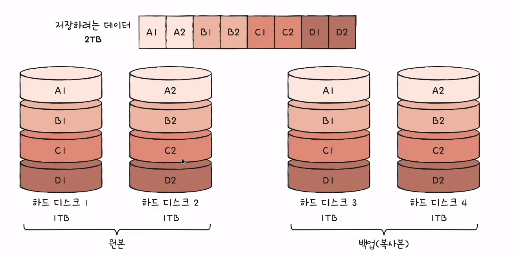 저장하려는 데이터
2TB
A1 A2 B1 B2 C1 C2 D1 D2
A1 A2 A1 A2
B1 B2 B1 B2
C1 C2 C1 C2
D1 D2 D1 D2
하드 디스크 1 하드 디스크 2 하드 디스크 3 하드 디스크 4
1TB 1TB 1TB 1TB
원본 백업(복사본)